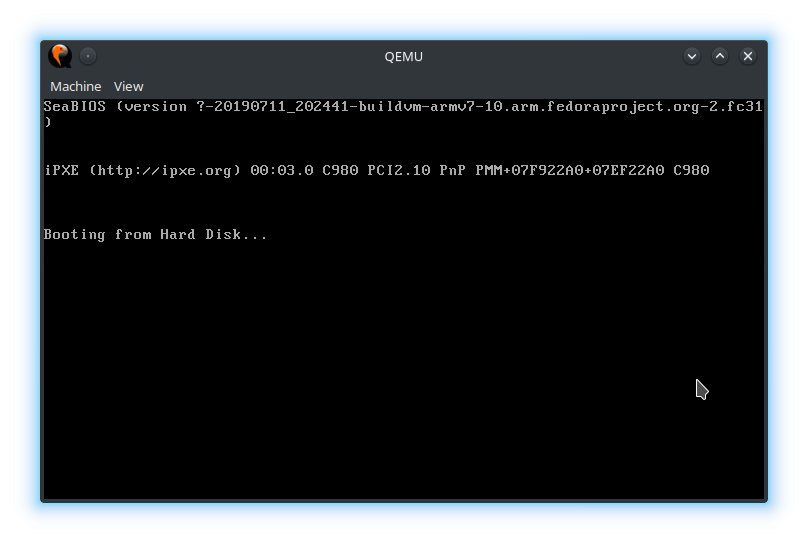 QEMU
Machine View
SeaBIOS (version ?-20190711_202441-buildvm-armv7-10.arm.fedoraproject.org-2.fc31
)
iPXE (http://ipxe.org) 00:03.0 C980 PCI2.10 PnP PMM+07F922A0+07EF22A0 C980
Booting from Hard Disk...